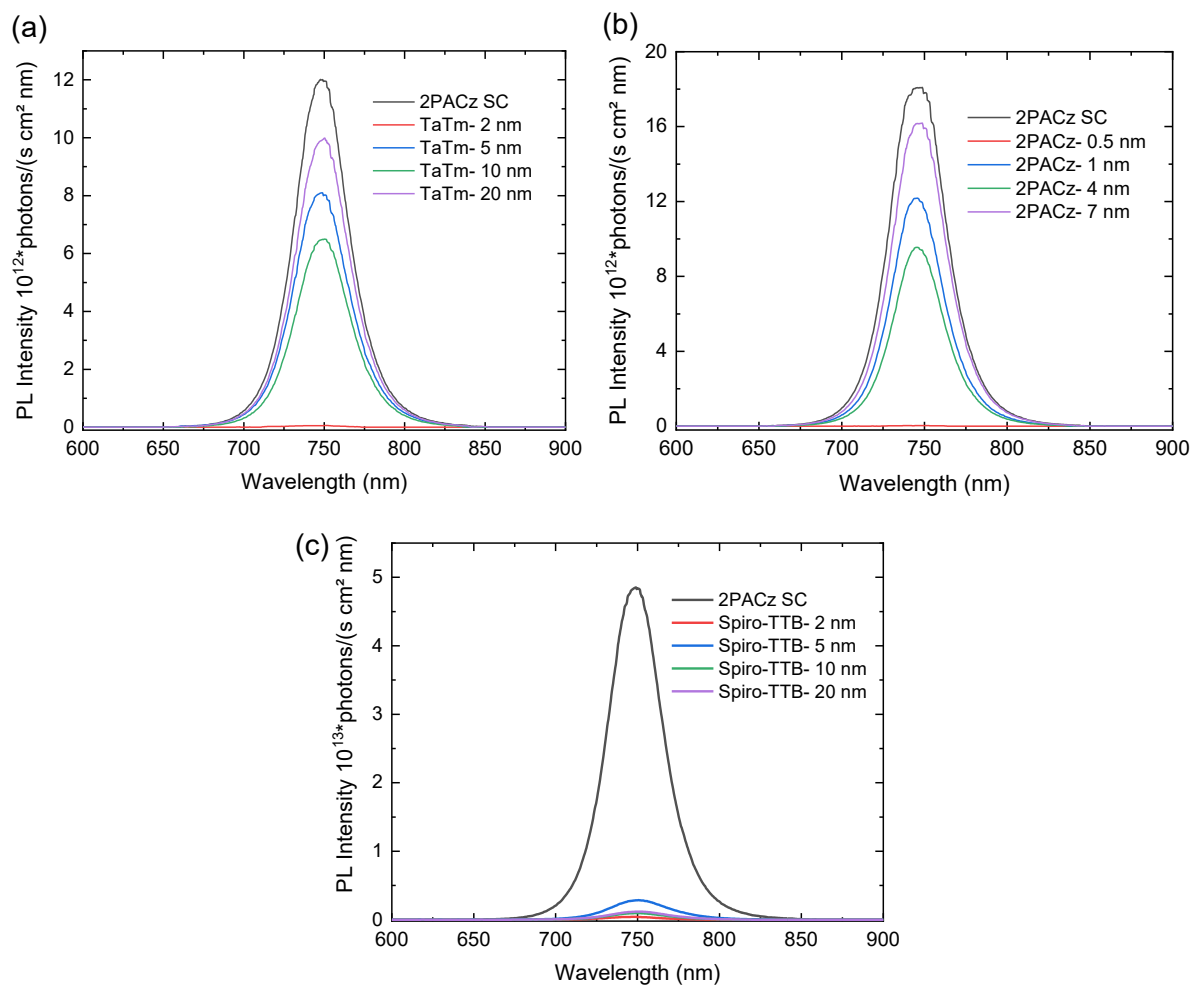 (a)
PL Intensity 10¹²*photons/(s cm² nm)
12
10
8
6
4
2
0
2PACz SC
TaTm- 2 nm
TaTm- 5 nm
TaTm- 10 nm
TaTm- 20 nm
600 650 700 750 800 850 900
Wavelength (nm)
(b)
PL Intensity 10¹²*photons/(s cm² nm)
20
16
12
8
4
0
2PACz SC
2PACz- 0.5 nm
2PACz- 1 nm
2PACz- 4 nm
2PACz- 7 nm
600 650 700 750 800 850 900
Wavelength (nm)
(c)
PL Intensity 10¹³*photons/(s cm² nm)
5
4
3
2
1
0
2PACz SC
Spiro-TTB- 2 nm
Spiro-TTB- 5 nm
Spiro-TTB- 10 nm
Spiro-TTB- 20 nm
600 650 700 750 800 850 900
Wavelength (nm)